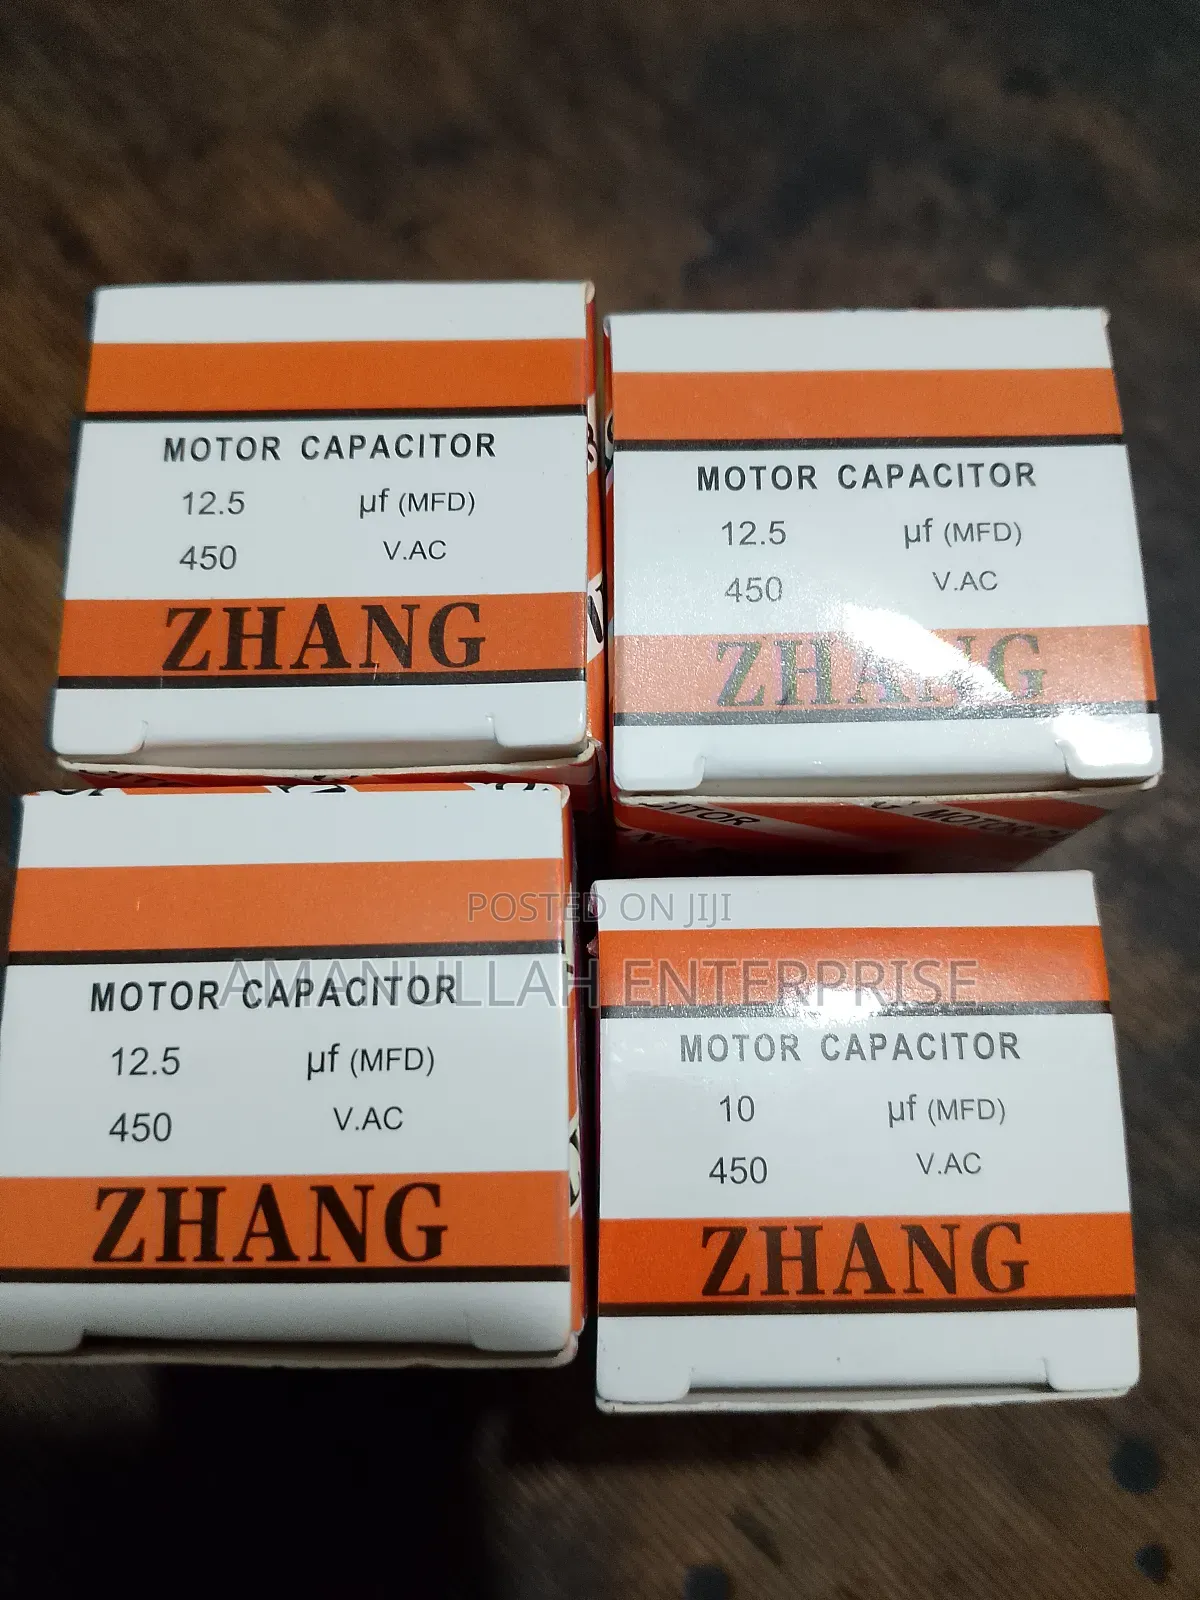 MOTOR CAPACITOR
12.5 µf (MFD)
450 V.AC
ZHANG
MOTOR CAPACITOR
12.5 µf (MFD)
450 V.AC
ZHANG
MOTOR CA
POSTED ON JIJI
AMANULLAH ENTERPRISE
MOTOR CAPACITOR
12.5 µf (MFD)
450 V.AC
ZHANG
MOTOR CAPACITOR
10 µf (MFD)
450 V.AC
ZHANG